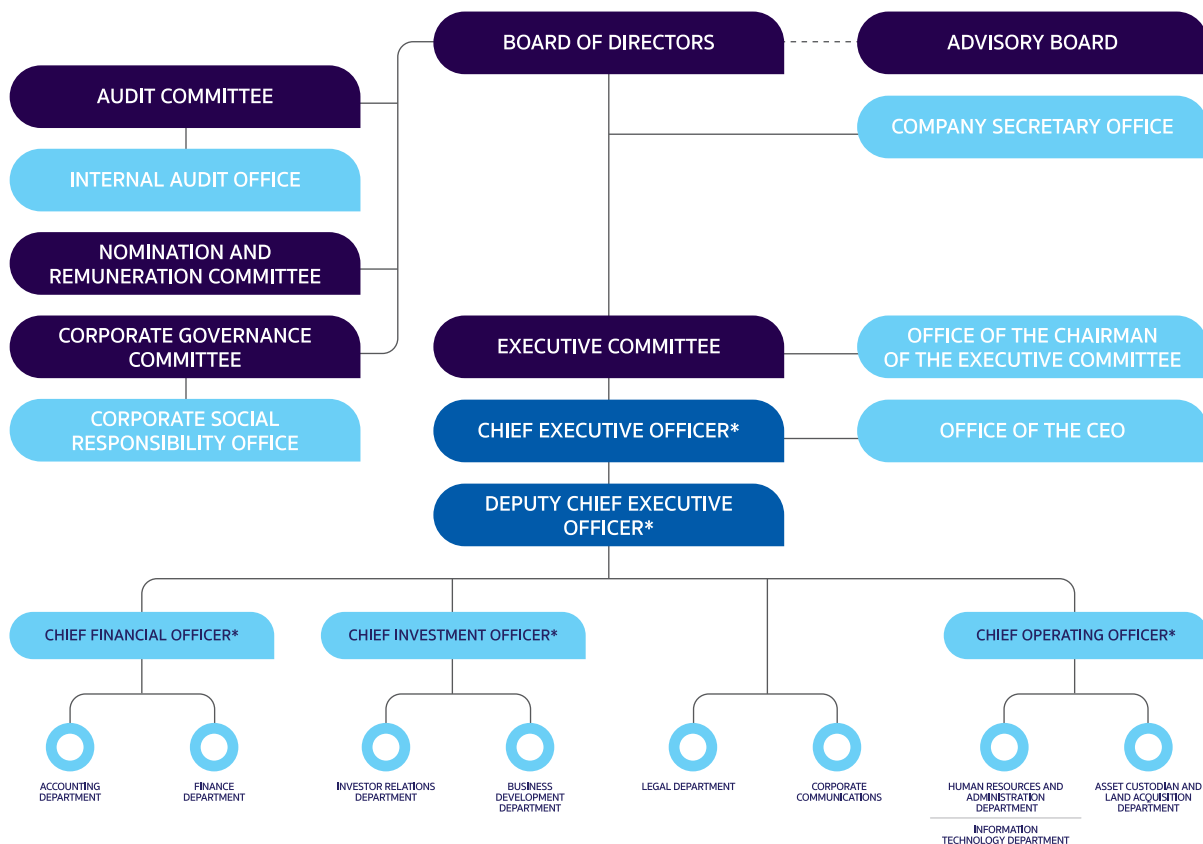 BOARD OF DIRECTORS
ADVISORY BOARD
AUDIT COMMITTEE
COMPANY SECRETARY OFFICE
INTERNAL AUDIT OFFICE
NOMINATION AND
REMUNERATION COMMITTEE
CORPORATE GOVERNANCE
COMMITTEE
EXECUTIVE COMMITTEE
OFFICE OF THE CHAIRMAN
OF THE EXECUTIVE COMMITTEE
CORPORATE SOCIAL
RESPONSIBILITY OFFICE
CHIEF EXECUTIVE OFFICER*
OFFICE OF THE CEO
DEPUTY CHIEF EXECUTIVE
OFFICER*
CHIEF FINANCIAL OFFICER*
CHIEF INVESTMENT OFFICER*
CHIEF OPERATING OFFICER*
ACCOUNTING
DEPARTMENT
FINANCE
DEPARTMENT
INVESTOR RELATIONS
DEPARTMENT
BUSINESS
DEVELOPMENT
DEPARTMENT
LEGAL DEPARTMENT
CORPORATE
COMMUNICATIONS
HUMAN RESOURCES AND
ADMINISTRATION
DEPARTMENT
INFORMATION
TECHNOLOGY DEPARTMENT
ASSET CUSTODIAN AND
LAND ACQUISITION
DEPARTMENT